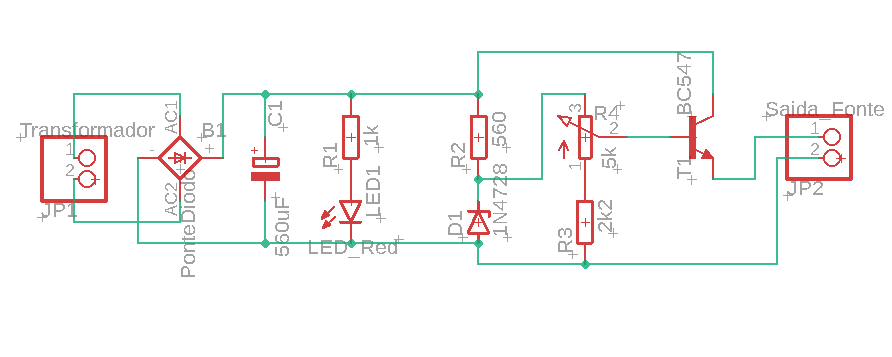 Transformador
1
2
JP1
AC1
AC2
-
+
B1
PonteDiodo
C1
+
560uF
R1
1k
LED1
LED_Red
R2
560
D1
1N4728
R4
3
2
1
5k
R3
2k2
BC547
T1
Saida_Fonte
1
2
JP2